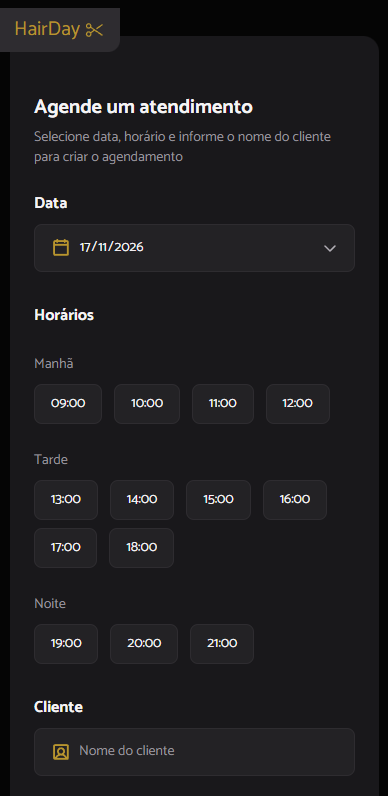 HairDay
Agende um atendimento
Selecione data, horário e informe o nome do cliente
para criar o agendamento
Data
17/11/2026
Horários
Manhã
09:00 10:00 11:00 12:00
Tarde
13:00 14:00 15:00 16:00
17:00 18:00
Noite
19:00 20:00 21:00
Cliente
Nome do cliente